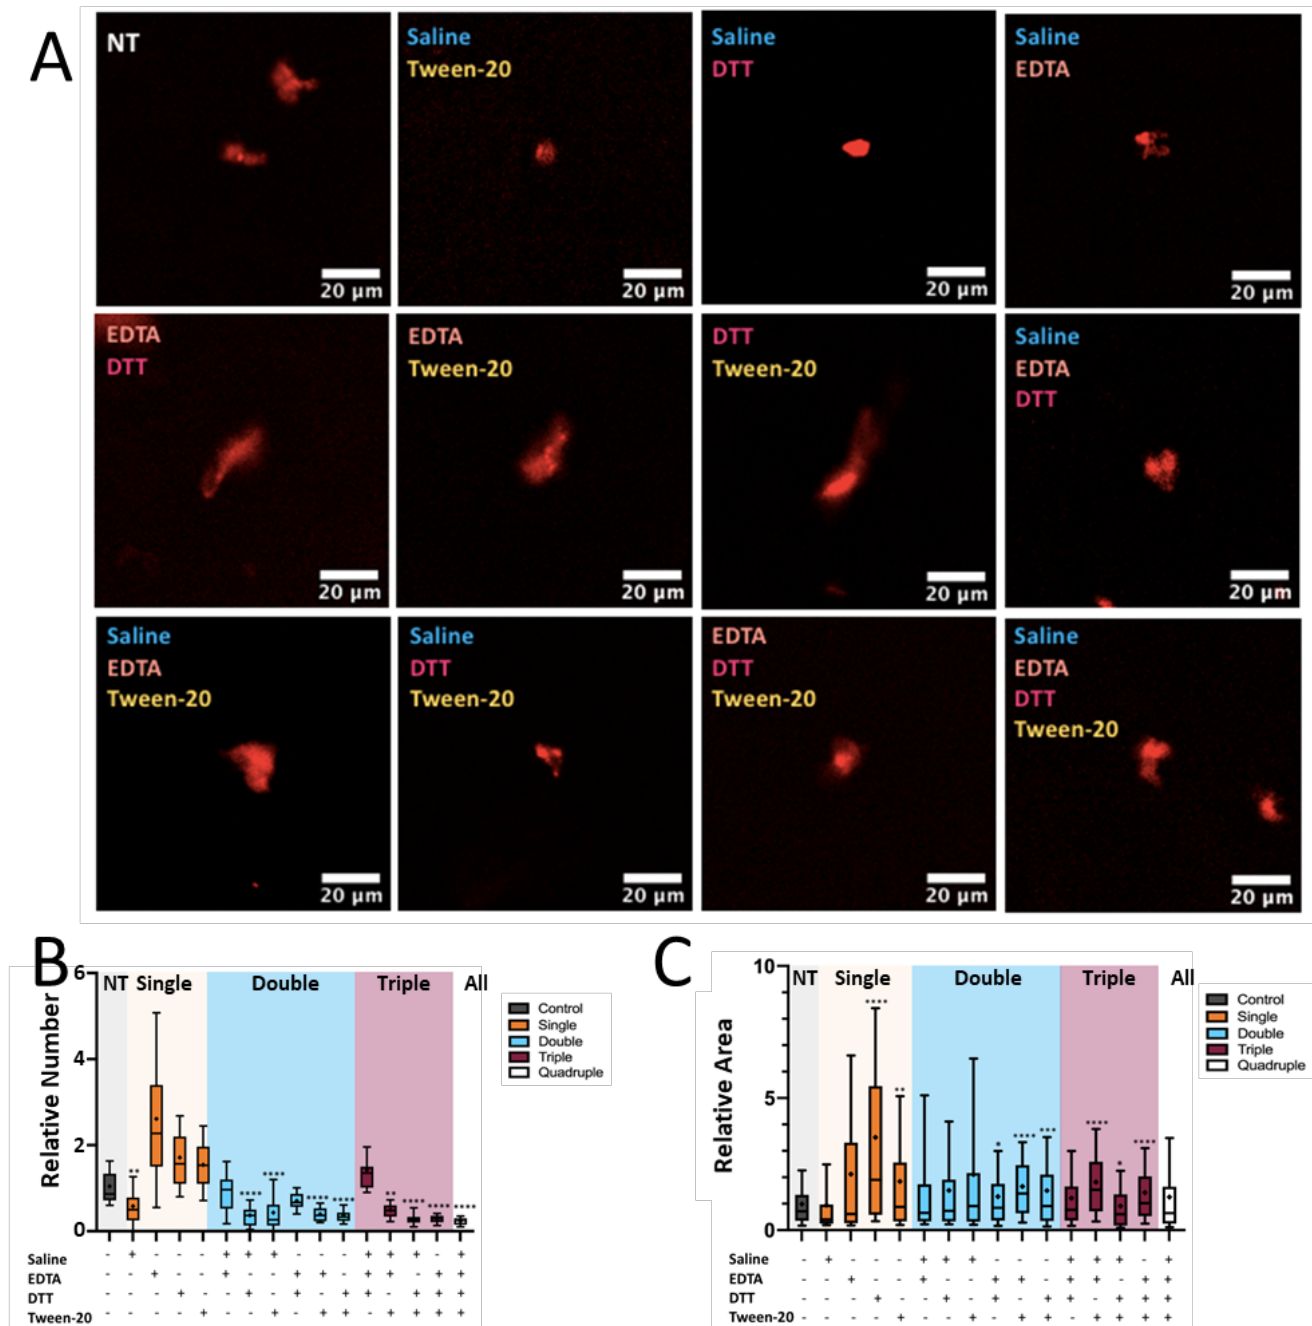 A
NT
Saline
Tween-20
Saline
DTT
Saline
EDTA
20 µm
20 µm
20 µm
20 µm
EDTA
DTT
EDTA
Tween-20
DTT
Tween-20
Saline
EDTA
DTT
20 µm
20 µm
20 µm
20 µm
Saline
EDTA
Tween-20
Saline
DTT
Tween-20
EDTA
DTT
Tween-20
Saline
EDTA
DTT
Tween-20
20 µm
20 µm
20 µm
20 µm
B
Relative Number
6
4
2
0
NT Single Double Triple All
** **** **** **** **** ** **** **** ****
Control
Single
Double
Triple
Quadruple
Saline - + - - - + + + - - - + + + - +
EDTA - - + - - + - - + + - + + - + +
DTT - - - + - - + - + - + + - + + +
Tween-20 - - - - + - - + - + + - + + + +
C
Relative Area
10
5
0
NT Single Double Triple All
**** ** * **** *** **** * ****
Control
Single
Double
Triple
Quadruple
Saline - + - - - + + + - - - + + + - +
EDTA - - + - - + - - + + - + + - + +
DTT - - - + - - + - + - + + - + + +
Tween-20 - - - - + - - + - + + - + + + +